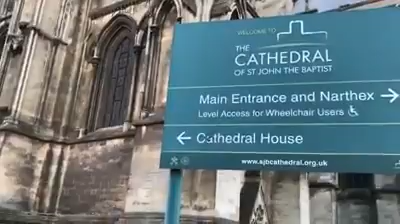 WELCOME TO
THE
CATHEDRAL
OF ST JOHN THE BAPTIST
Main Entrance and Narthex
Level Access for Wheelchair Users
Cathedral House
www.sjbcathedral.org.uk